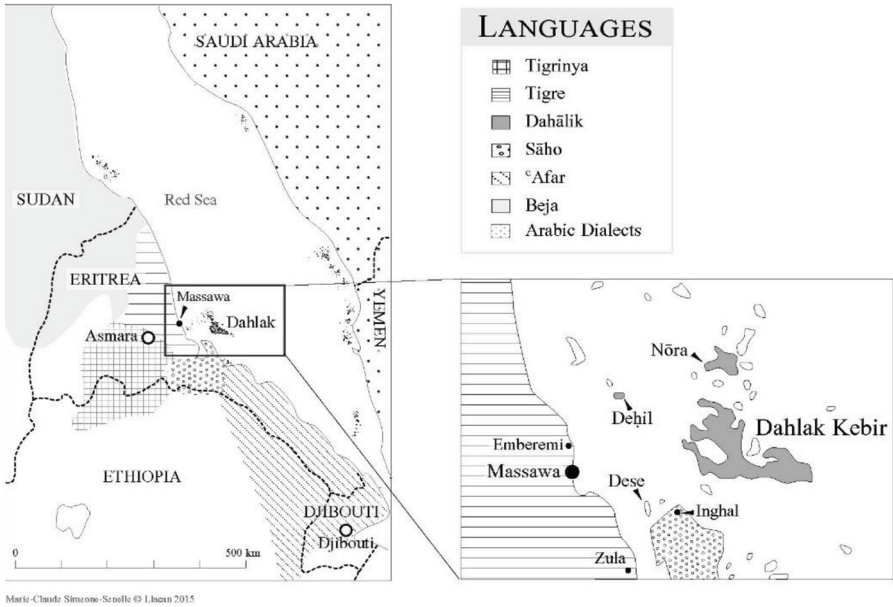 SAUDI ARABIA
SUDAN
Red Sea
ERITREA
Massawa
Dahlak
Asmara
YEMEN
ETHIOPIA
DJIBOUTI
Djibouti
0
500 km
LANGUAGES
Tigrinya
Tigre
Dahālik
Sāho
ᶜAfar
Beja
Arabic Dialects
Nōra
Deḥil
Dahlak Kebir
Emberemi
Massawa
Dese
Inghal
Zula
Marie-Claude Simeone-Senelle © Llacan 2015